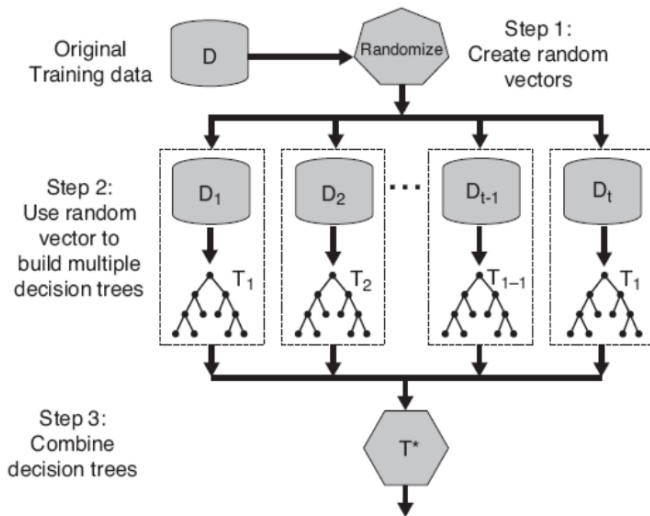 Original
Training data
D
Randomize
Step 1:
Create random
vectors
Step 2:
Use random
vector to
build multiple
decision trees
D1
D2
...
Dt-1
Dt
T1
T2
T1–1
T1
Step 3:
Combine
decision trees
T*